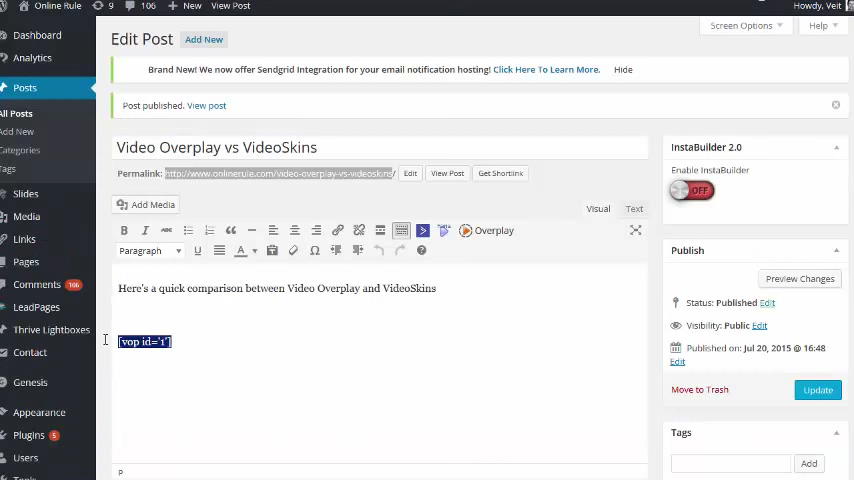 Online Rule 9 106 New View Post Howdy, Veit
Screen Options Help
Dashboard
Analytics
Posts
All Posts
Add New
Categories
Tags
Slides
Media
Links
Pages
Comments 106
LeadPages
Thrive Lightboxes
Contact
Genesis
Appearance
Plugins 5
Users
Tools
Edit Post Add New
Brand New! We now offer Sendgrid Integration for your email notification hosting! Click Here To Learn More. Hide
Post published. View post
Video Overplay vs VideoSkins
Permalink: http://www.onlinerule.com/video-overplay-vs-videoskins/ Edit View Post Get Shortlink
Add Media
Visual Text
B I ABC Overplay
Paragraph U A
Here's a quick comparison between Video Overplay and VideoSkins
[vop id='1']
P
InstaBuilder 2.0
Enable InstaBuilder
OFF
Publish
Preview Changes
Status: Published Edit
Visibility: Public Edit
Published on: Jul 20, 2015 @ 16:48
Edit
Move to Trash Update
Tags
Add